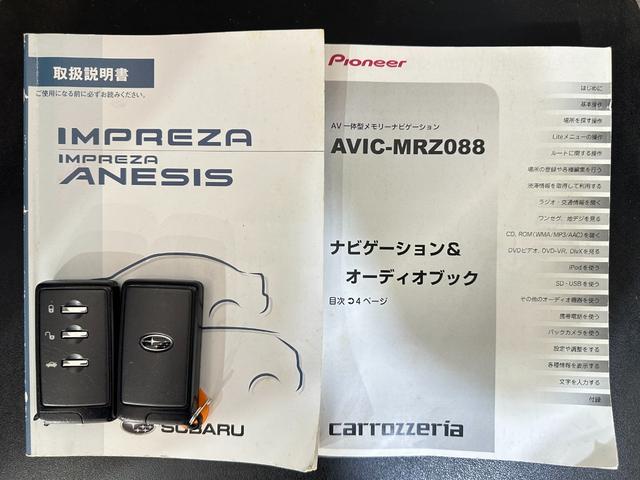 取扱説明書
ご使用になる前に必ずお読みください。
IMPREZA
IMPREZA
ANESIS
SUBARU
Pioneer
AV一体型メモリーナビゲーション
AVIC-MRZ088
ナビゲーション&
オーディオブック
目次➲4ページ
carrozzeria
はじめに
基本操作
場所を探す操作
Liteメニューの操作
ルートに関する操作
場所の登録や各種編集を行う
渋滞情報を取得して利用する
ラジオ・交通情報を聞く
ワンセグ、地デジを見る
CD, ROM(WMA/MP3/AAC)を聴く
DVDビデオ, DVD-VR, DivXを見る
iPodを使う
SD・USBを使う
その他のオーディオ機器を使う
携帯電話を使う
バックカメラを使う
設定や調整をする
各種情報を表示する
文字を入力する
付録